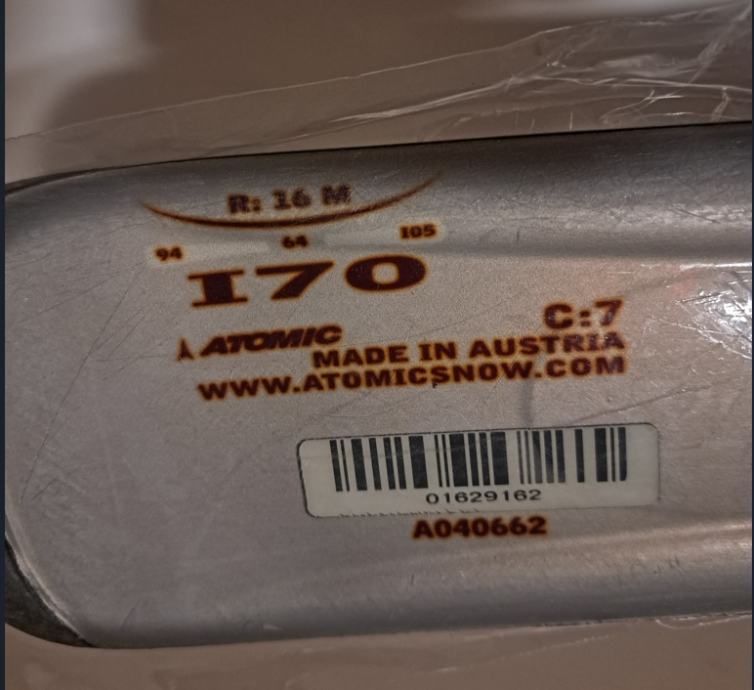 R: 16 M
94 64 105
170
C:7
ATOMIC
MADE IN AUSTRIA
WWW.ATOMICSNOW.COM
01629162
A040662